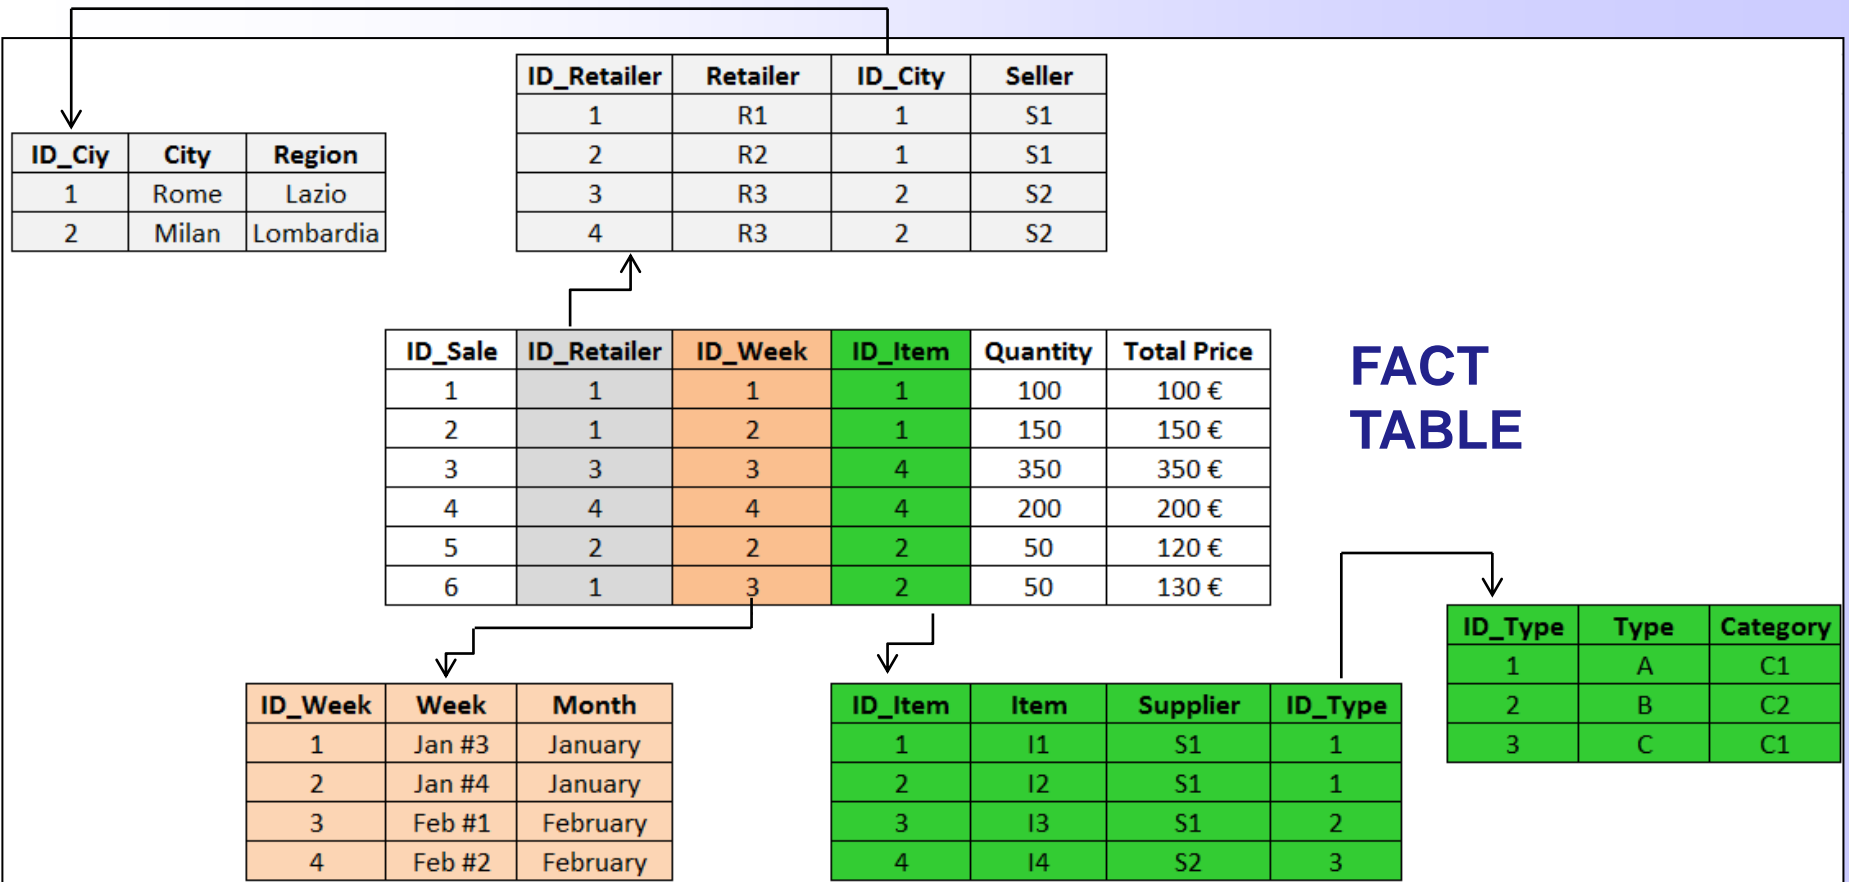 ID_Retailer Retailer ID_City Seller
1 R1 1 S1
2 R2 1 S1
3 R3 2 S2
4 R3 2 S2
ID_Ciy City Region
1 Rome Lazio
2 Milan Lombardia
ID_Sale ID_Retailer ID_Week ID_Item Quantity Total Price
1 1 1 1 100 100 €
2 1 2 1 150 150 €
3 3 3 4 350 350 €
4 4 4 4 200 200 €
5 2 2 2 50 120 €
6 1 3 2 50 130 €
FACT
TABLE
ID_Week Week Month
1 Jan #3 January
2 Jan #4 January
3 Feb #1 February
4 Feb #2 February
ID_Item Item Supplier ID_Type
1 I1 S1 1
2 I2 S1 1
3 I3 S1 2
4 I4 S2 3
ID_Type Type Category
1 A C1
2 B C2
3 C C1